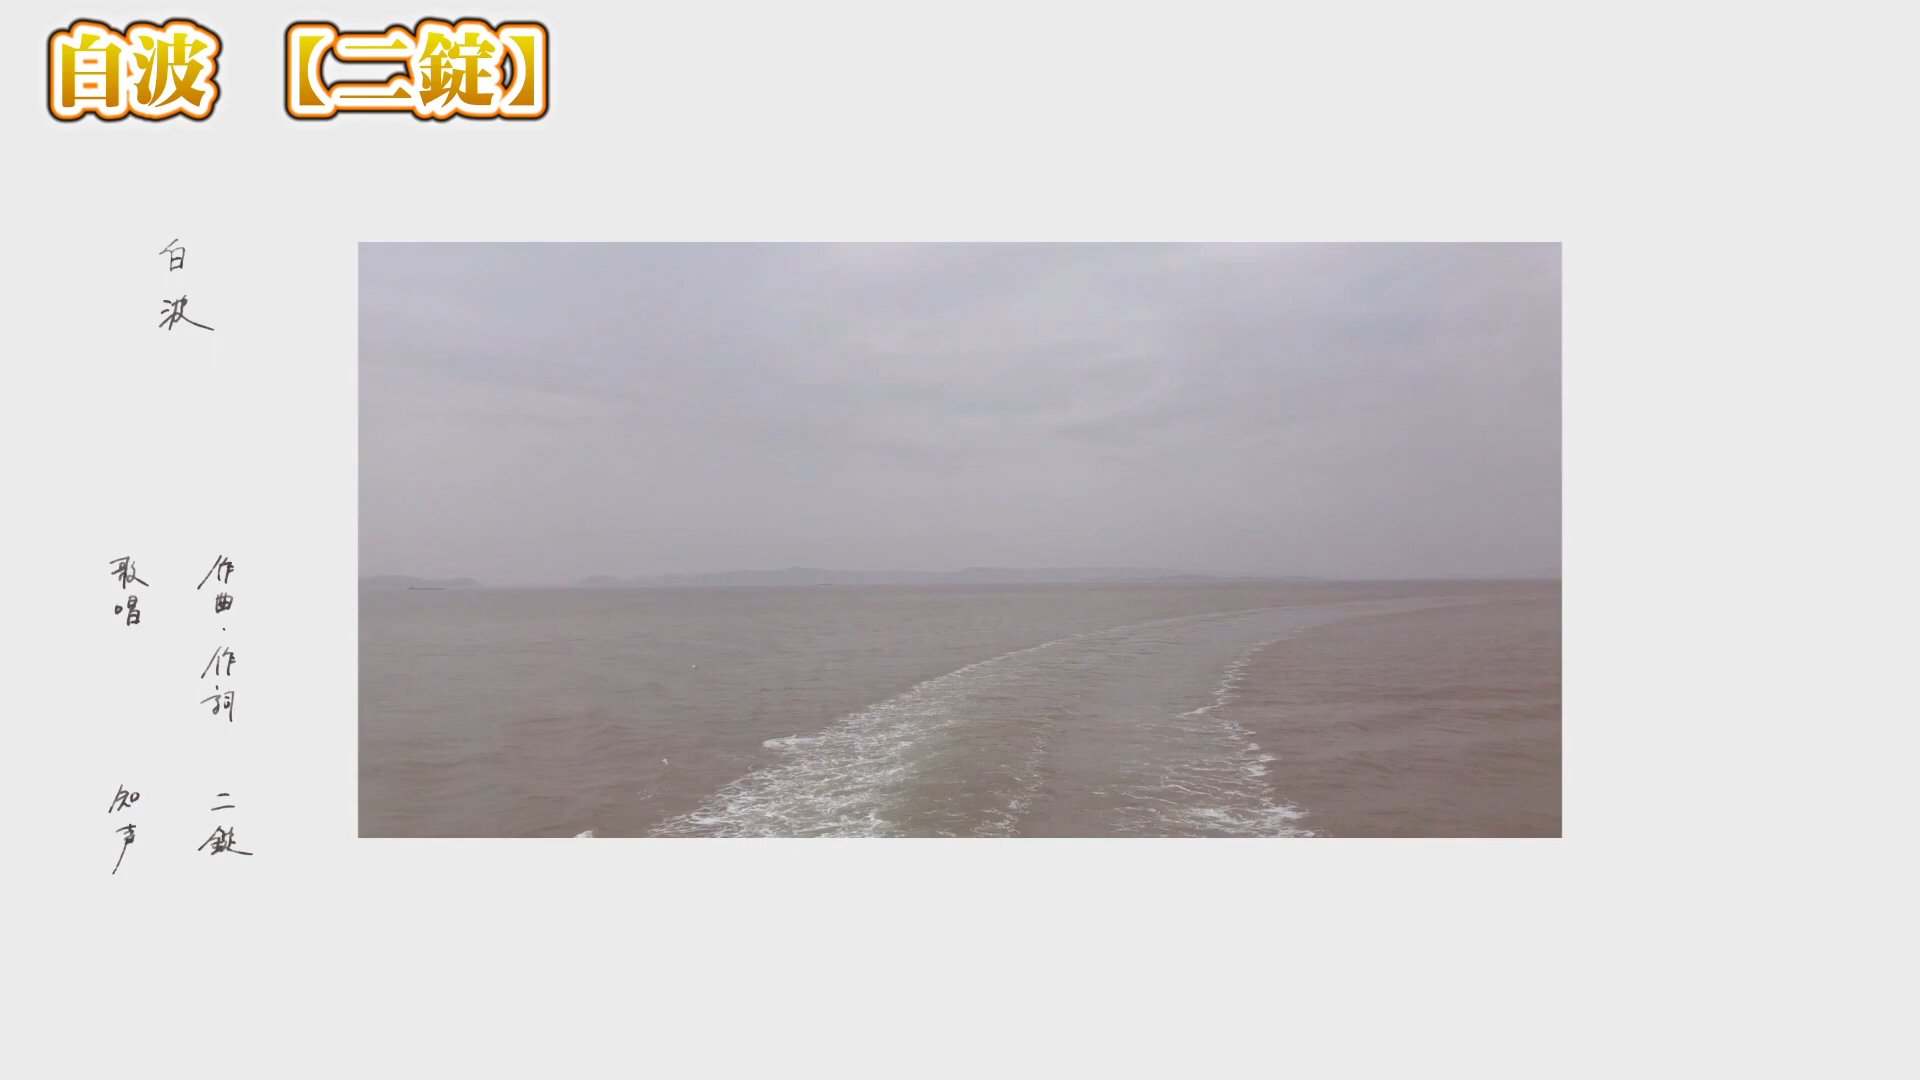 白波 【二錠】
白波
作曲·作詞 二錠
歌唱 知声